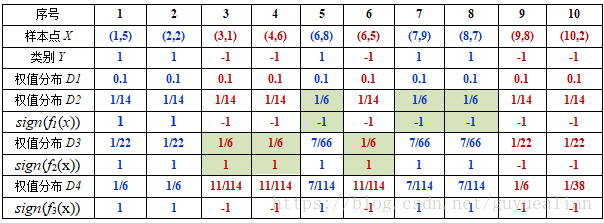 序号 1 2 3 4 5 6 7 8 9 10
样本点 X (1,5) (2,2) (3,1) (4,6) (6,8) (6,5) (7,9) (8,7) (9,8) (10,2)
类别 Y 1 1 -1 -1 1 -1 1 1 -1 -1
权值分布 D1 0.1 0.1 0.1 0.1 0.1 0.1 0.1 0.1 0.1 0.1
权值分布 D2 1/14 1/14 1/14 1/14 1/6 1/14 1/6 1/6 1/14 1/14
sign(f1(x)) 1 1 -1 -1 -1 -1 -1 -1 -1 -1
权值分布 D3 1/22 1/22 1/6 1/6 7/66 1/6 7/66 7/66 1/22 1/22
sign(f2(x)) 1 1 1 1 1 1 1 1 -1 -1
权值分布 D4 1/6 1/6 11/114 11/114 7/114 11/114 7/114 7/114 1/6 1/38
sign(f3(x)) 1 1 -1 -1 1 -1 1 1 -1 -1
https://blog.csdn.net/guyuealian